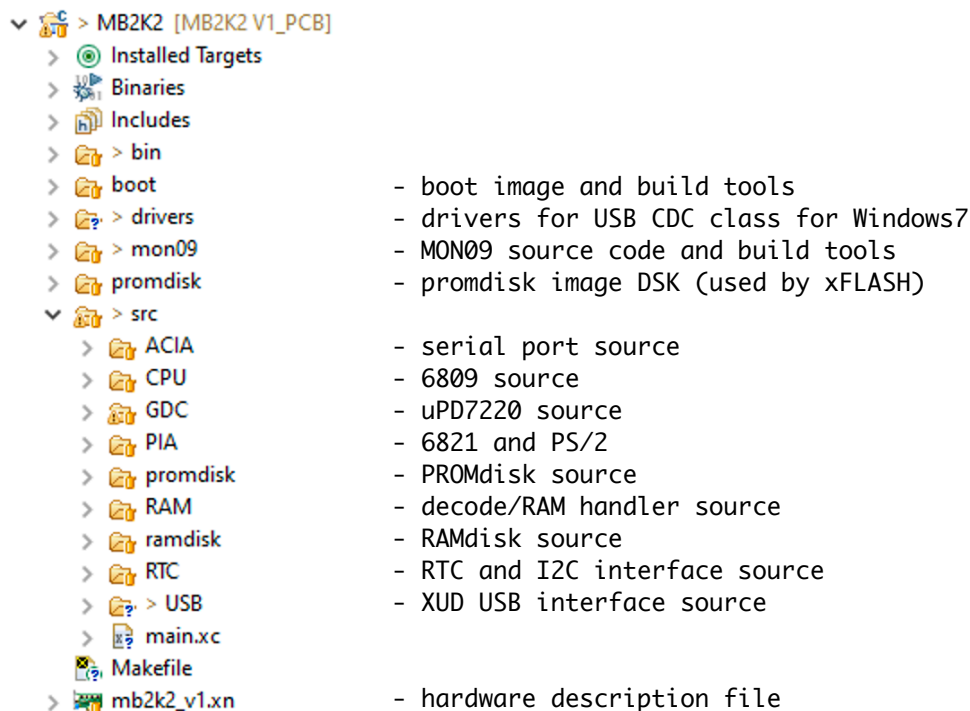 > MB2K2 [MB2K2 V1_PCB]
Installed Targets
Binaries
Includes
> bin
boot - boot image and build tools
> drivers - drivers for USB CDC class for Windows7
> mon09 - MON09 source code and build tools
promdisk - promdisk image DSK (used by xFLASH)
> src
ACIA - serial port source
CPU - 6809 source
GDC - uPD7220 source
PIA - 6821 and PS/2
promdisk - PROMdisk source
RAM - decode/RAM handler source
ramdisk - RAMdisk source
RTC - RTC and I2C interface source
> USB - XUD USB interface source
main.xc
Makefile
mb2k2_v1.xn - hardware description file